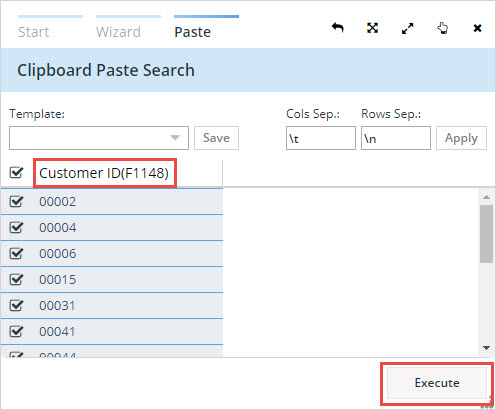 Start Wizard Paste
Clipboard Paste Search
Template: Cols Sep.: Rows Sep.:
Save \t \n Apply
Customer ID(F1148)
00002
00004
00006
00015
00031
00041
00044
Execute